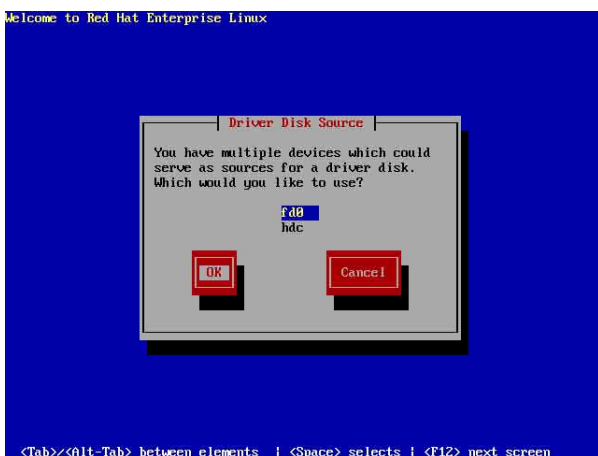 Welcome to Red Hat Enterprise Linux
Driver Disk Source
You have multiple devices which could
serve as sources for a driver disk.
Which would you like to use?
fd0
hdc
OK Cancel
<Tab>/<Alt-Tab> between elements | <Space> selects | <F12> next screen